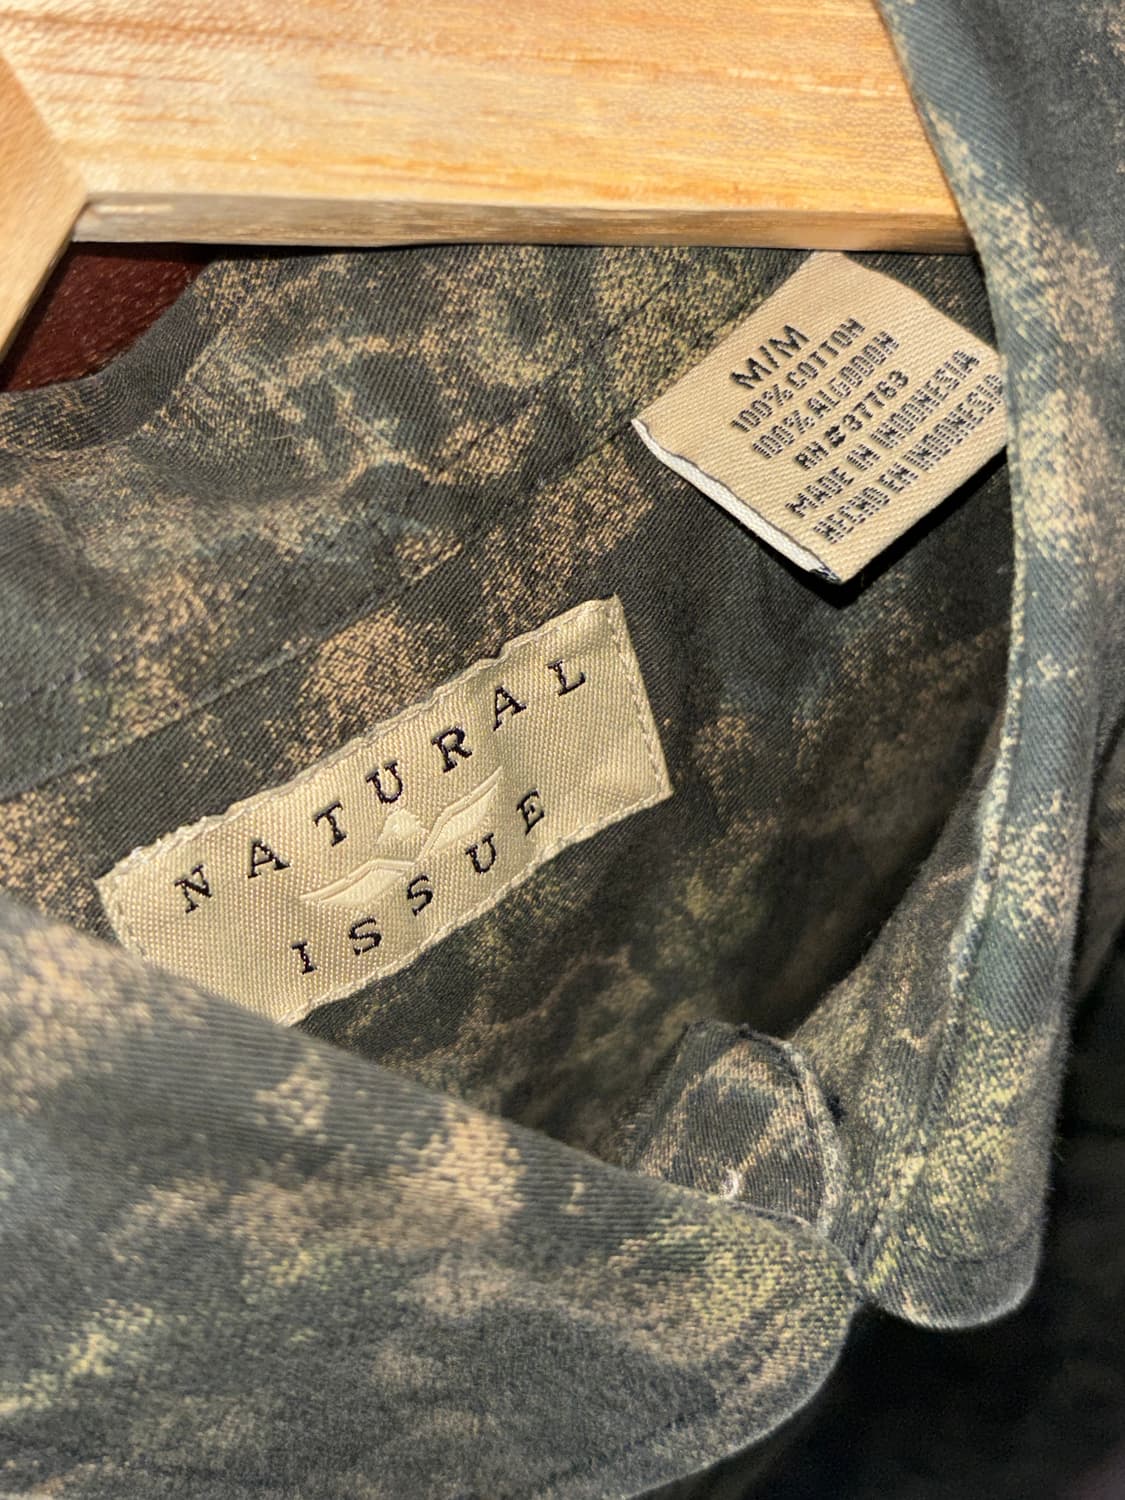 M/M
100% COTTON
100% ALGODON
RN#37763
MADE IN INDONESIA
HECHO EN INDONESIA
NATURAL
ISSUE